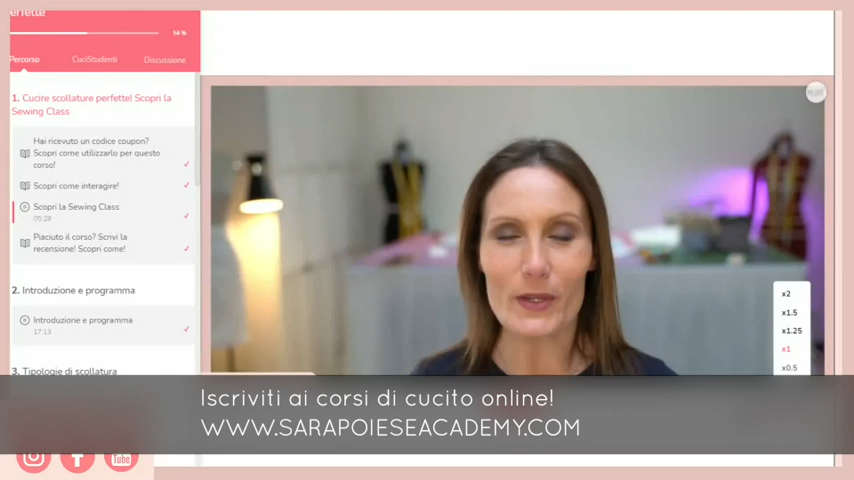 54 %
Percorso
CuciStudenti
Discussione
1. Cucire scollature perfette! Scopri la
Sewing Class
Hai ricevuto un codice coupon?
Scopri come utilizzarlo per questo
corso!
Scopri come interagire!
Scopri la Sewing Class
05:28
Piaciuto il corso? Scrivi la
recensione! Scopri come!
2. Introduzione e programma
Introduzione e programma
17:13
3. Tipologie di scollatura
x2
x1.5
x1.25
x1
x0.5
Iscriviti ai corsi di cucito online!
WWW.SARAPOIESEACADEMY.COM
You
Tube